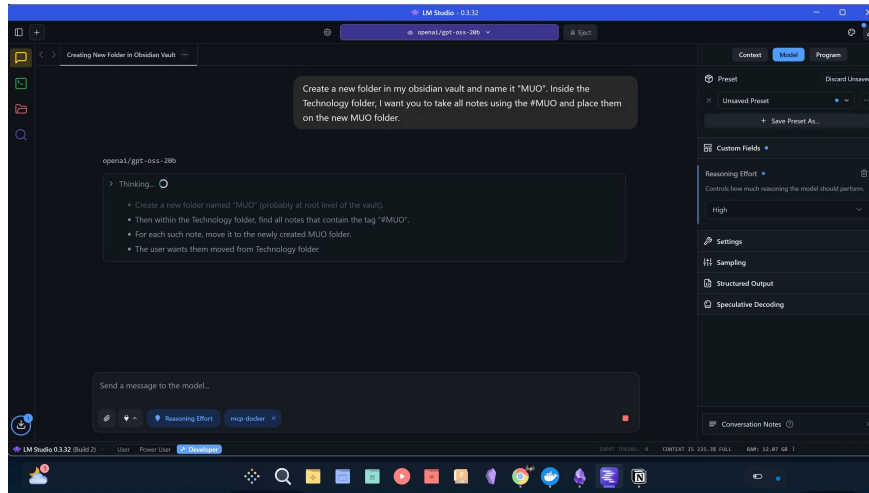 LM Studio - 0.3.32
openai/gpt-oss-20b
Eject
Creating New Folder in Obsidian Vault
Context
Model
Program
Create a new folder in my obsidian vault and name it "MUO". Inside the
Technology folder, I want you to take all notes using the #MUO and place them
on the new MUO folder.
openai/gpt-oss-20b
Thinking...
• Create a new folder named "MUO" (probably at root level of the vault).
• Then within the Technology folder, find all notes that contain the tag "#MUO".
• For each such note, move it to the newly created MUO folder.
• The user wants them moved from Technology folder
Send a message to the model...
Reasoning Effort
mcp-docker
Preset
Discard Unsaved
Unsaved Preset
+ Save Preset As...
Custom Fields
Reasoning Effort
Controls how much reasoning the model should perform.
High
Settings
Sampling
Structured Output
Speculative Decoding
Conversation Notes
LM Studio 0.3.32 (Build 2)
User
Power User
Developer
INPUT TOKENS: 0
CONTEXT IS 335.3% FULL
RAM: 12.07 GB